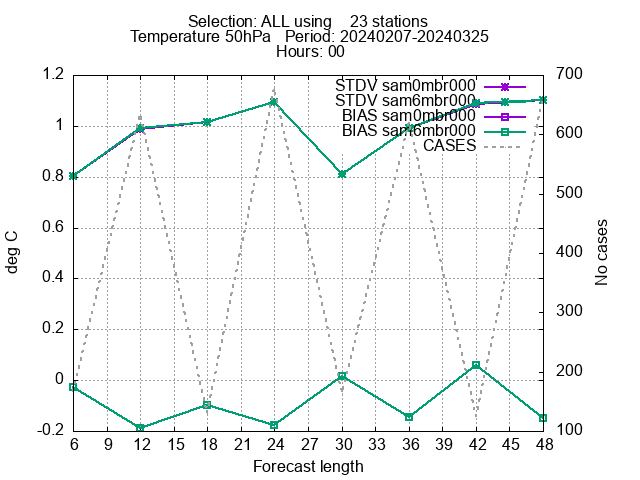 Selection: ALL using    23 stations
Temperature 50hPa   Period: 20240207-20240325
Hours: 00
STDV sam0mbr000
STDV sam6mbr000
BIAS sam0mbr000
BIAS sam6mbr000
CASES
1.2
1
0.8
0.6
0.4
0.2
0
-0.2
deg C
700
600
500
400
300
200
100
No cases
6 12 15 18 21 24 27 30 33 36 39 42 45 48
Forecast length